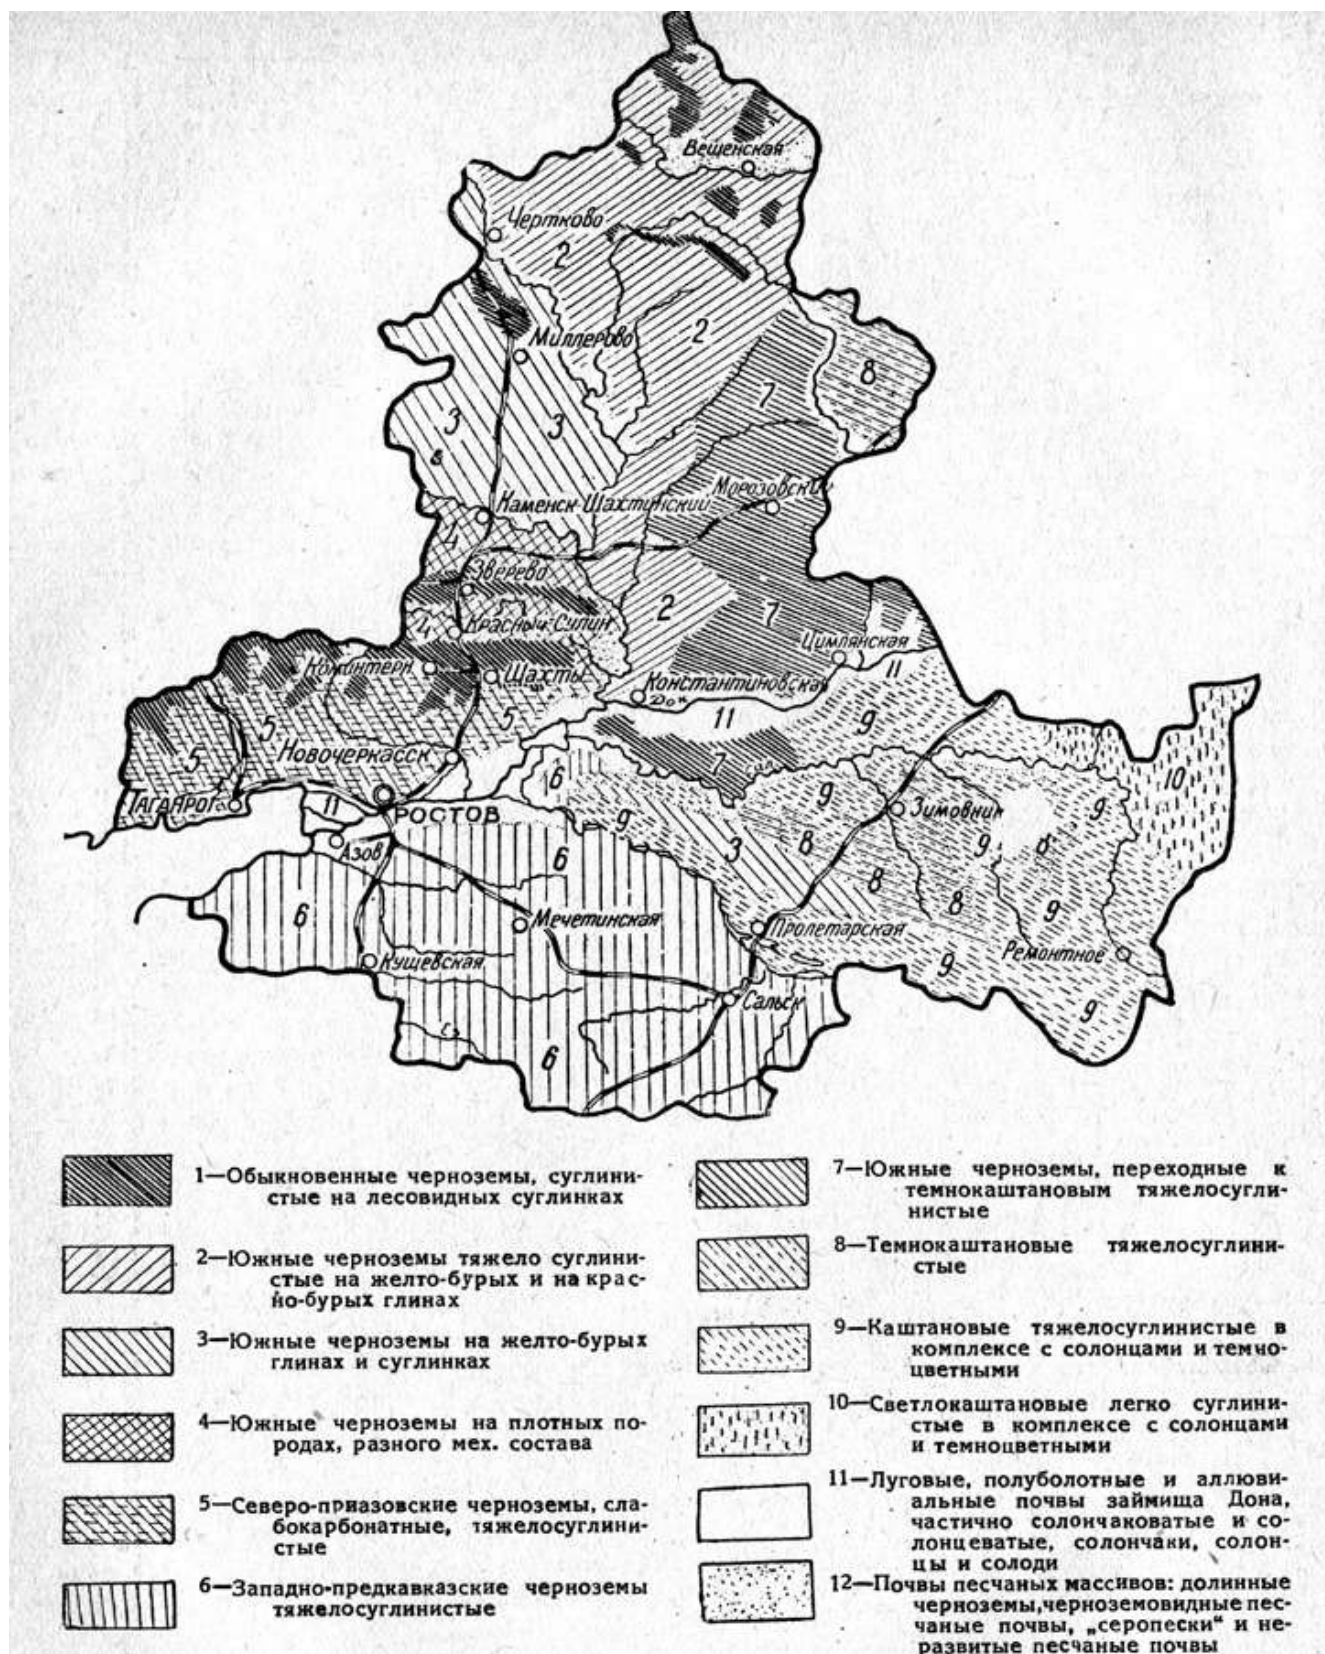 Вещенская
Чертково
2
Миллерово
2
8
7
3
3
в
Каменск-Шахтинский
Морозовский
4
Зверево
4
Красный-Сулин
2
7
Цимлянская
Коминтерн
Шахты
11
Константиновская
Дон
5
5
11
9
Новочеркасск
5
7
Сал
10
6
9
9
Таганрог
11
РОСТОВ
9
Зимовник
Азов
3
8
9
6
8
8
6
Мечетинская
9
Пролетарская
Кущевская
Ремонтное
9
Сальск
9
6
1—Обыкновенные черноземы, суглини-
стые на лесовидных суглинках
2—Южные черноземы тяжело суглини-
стые на желто-бурых и на крас-
но-бурых глинах
3—Южные черноземы на желто-бурых
глинах и суглинках
4—Южные черноземы на плотных по-
родах, разного мех. состава
5—Северо-приазовские черноземы, сла-
бокарбонатные, тяжелосуглини-
стые
6—Западно-предкавказские черноземы
тяжелосуглинистые
7—Южные черноземы, переходные к
темнокаштановым тяжелосугли-
нистые
8—Темнокаштановые тяжелосуглини-
стые
9—Каштановые тяжелосуглинистые в
комплексе с солонцами и темно-
цветными
10—Светлокаштановые легко суглини-
стые в комплексе с солонцами
и темноцветными
11—Луговые, полуболотные и аллюви-
альные почвы займища Дона,
частично солончаковатые и со-
лонцеватые, солончаки, солон-
цы и солоди
12—Почвы песчаных массивов: долинные
черноземы, черноземовидные пес-
чаные почвы, „серопески“ и не-
развитые песчаные почвы